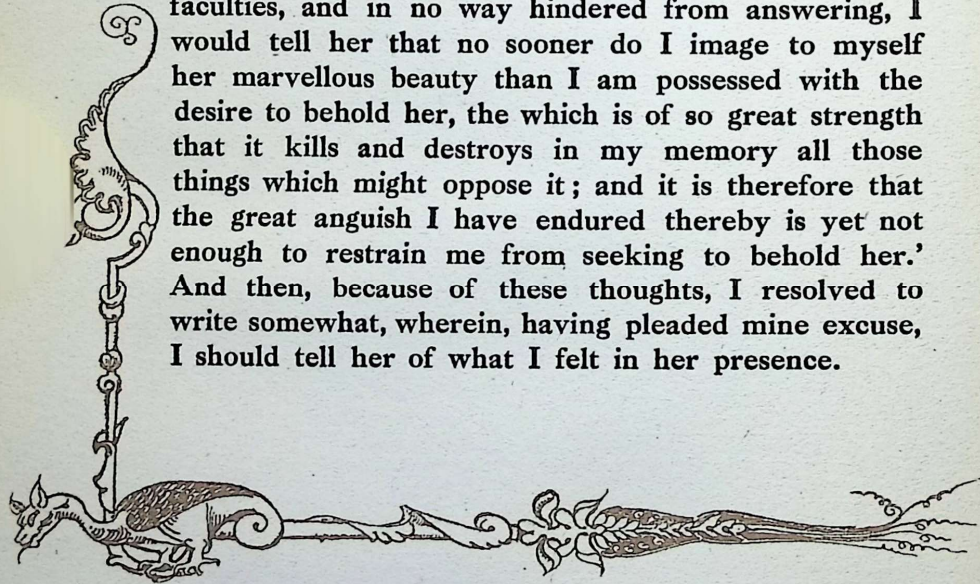 faculties, and in no way hindered from answering, I
would tell her that no sooner do I image to myself
her marvellous beauty than I am possessed with the
desire to behold her, the which is of so great strength
that it kills and destroys in my memory all those
things which might oppose it; and it is therefore that
the great anguish I have endured thereby is yet not
enough to restrain me from seeking to behold her.’
And then, because of these thoughts, I resolved to
write somewhat, wherein, having pleaded mine excuse,
I should tell her of what I felt in her presence.